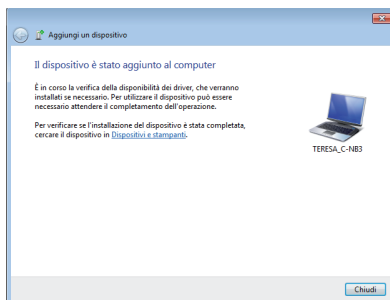 Aggiungi un dispositivo
Il dispositivo è stato aggiunto al computer
È in corso la verifica della disponibilità dei driver, che verranno
installati se necessario. Per utilizzare il dispositivo può essere
necessario attendere il completamento dell'operazione.
Per verificare se l'installazione del dispositivo è stata completata,
cercare il dispositivo in Dispositivi e stampanti.
TERESA_C-NB3
Chiudi